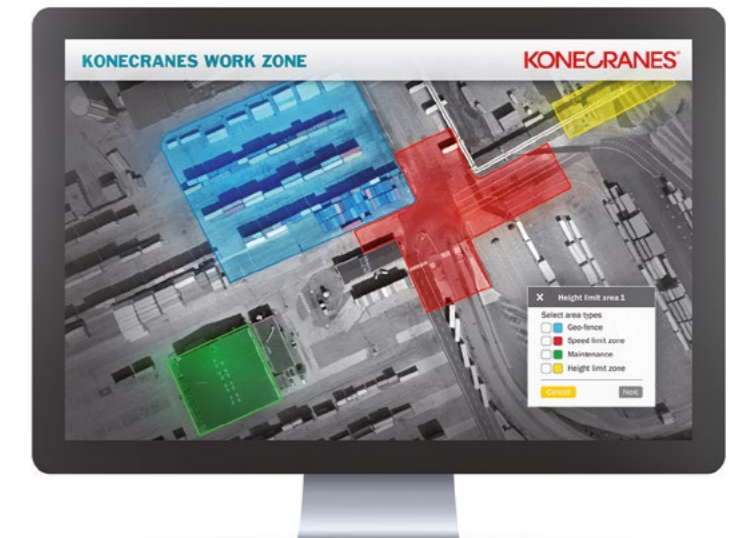 KONECRANES WORK ZONE
KONECRANES®
X Height limit area 1
Select area types
Geo-fence
Speed limit zone
Maintenance
Height limit zone
Cancel Next